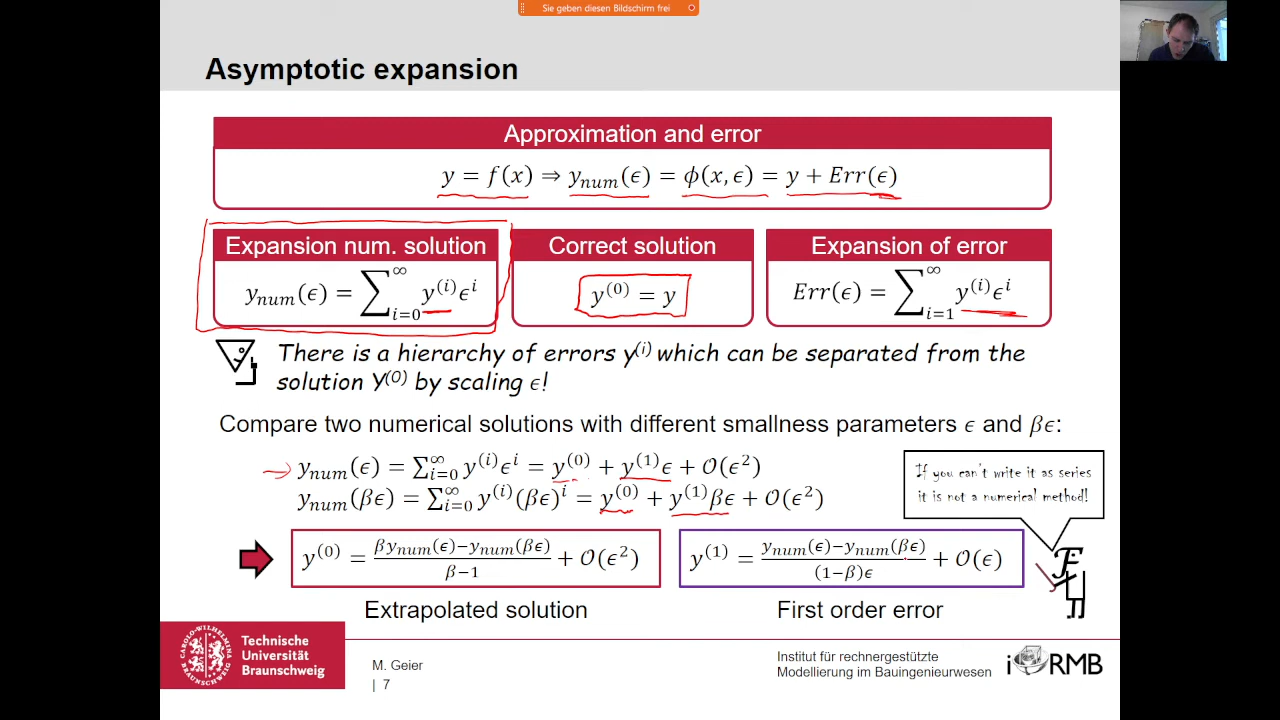 Sie geben diesen Bildschirm frei
Asymptotic expansion
Approximation and error
y = f(x) ⇒ y_num(ϵ) = ϕ(x, ϵ) = y + Err(ϵ)
Expansion num. solution
y_num(ϵ) = ∑_{i=0}^{∞} y^{(i)}ϵ^i
Correct solution
y^{(0)} = y
Expansion of error
Err(ϵ) = ∑_{i=1}^{∞} y^{(i)}ϵ^i
There is a hierarchy of errors y^{(i)} which can be separated from the
solution Y^{(0)} by scaling ϵ!
Compare two numerical solutions with different smallness parameters ϵ and βϵ:
y_num(ϵ) = ∑_{i=0}^{∞} y^{(i)}ϵ^i = y^{(0)} + y^{(1)}ϵ + O(ϵ^2)
y_num(βϵ) = ∑_{i=0}^{∞} y^{(i)}(βϵ)^i = y^{(0)} + y^{(1)}βϵ + O(ϵ^2)
If you can't write it as series
it is not a numerical method!
y^{(0)} = (βy_num(ϵ)−y_num(βϵ))/(β−1) + O(ϵ^2)
y^{(1)} = (y_num(ϵ)−y_num(βϵ))/((1−β)ϵ) + O(ϵ)
Extrapolated solution
First order error
CAROLO-WILHELMINA
BRAUNSCHWEIG
Technische
Universität
Braunschweig
M. Geier
| 7
Institut für rechnergestützte
Modellierung im Bauingenieurwesen
iRMB